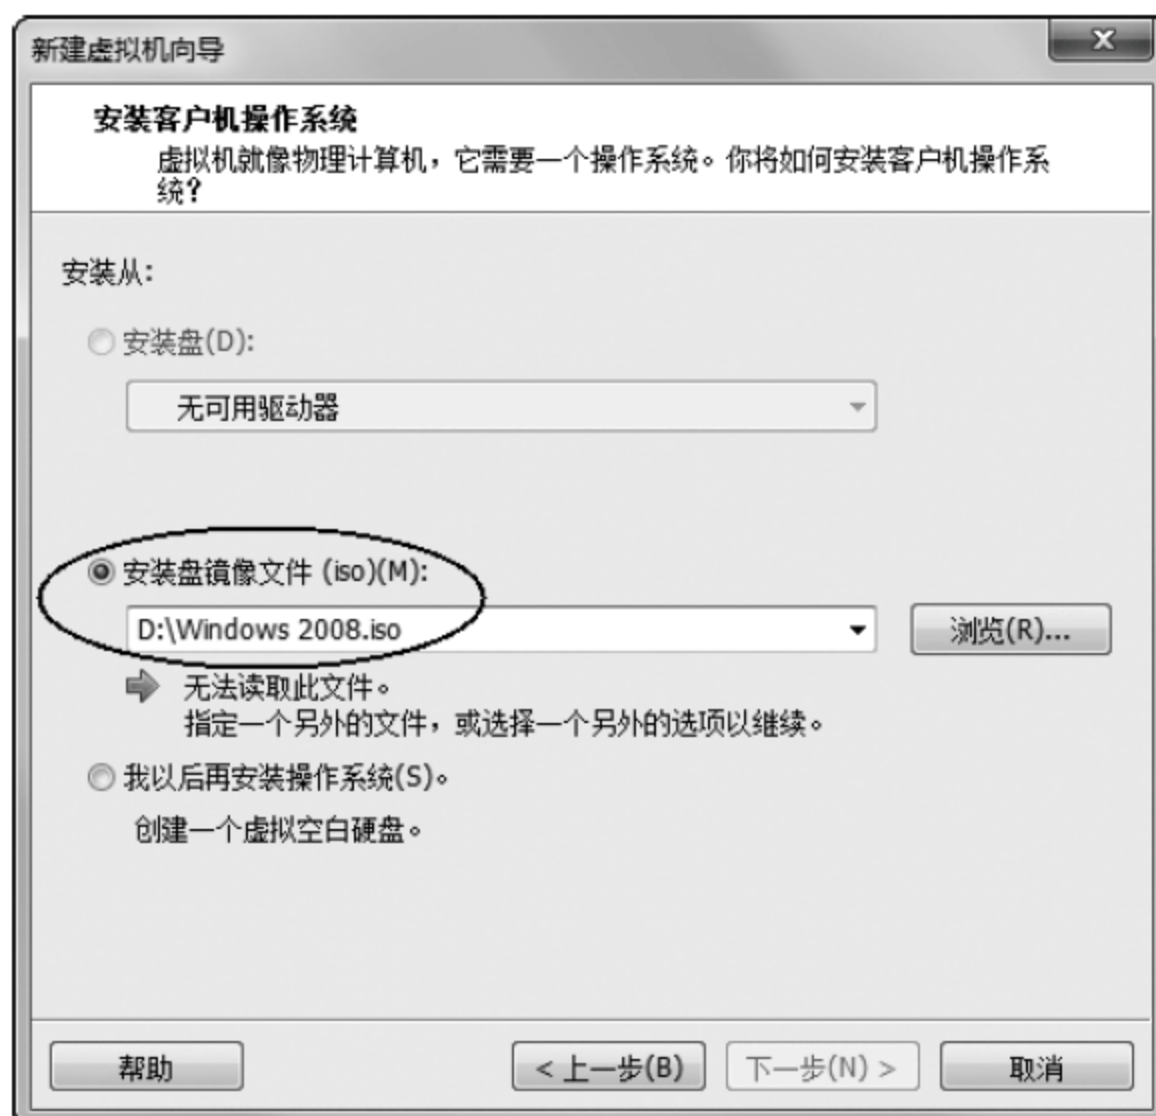 新建虚拟机向导
安装客户机操作系统
虚拟机就像物理计算机，它需要一个操作系统。你将如何安装客户机操作系
统？
安装从：
安装盘(D):
无可用驱动器
安装盘镜像文件 (iso)(M):
D:\Windows 2008.iso
浏览(R)...
无法读取此文件。
指定一个另外的文件，或选择一个另外的选项以继续。
我以后再安装操作系统(S)。
创建一个虚拟空白硬盘。
帮助
< 上一步(B)
下一步(N) >
取消